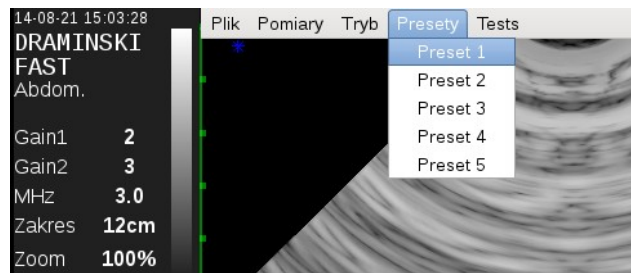 14-08-21 15:03:28
DRAMINSKI
FAST
Abdom.
Gain1 2
Gain2 3
MHz 3.0
Zakres 12cm
Zoom 100%
Plik Pomiary Tryb Presety Tests
Preset 1
Preset 2
Preset 3
Preset 4
Preset 5